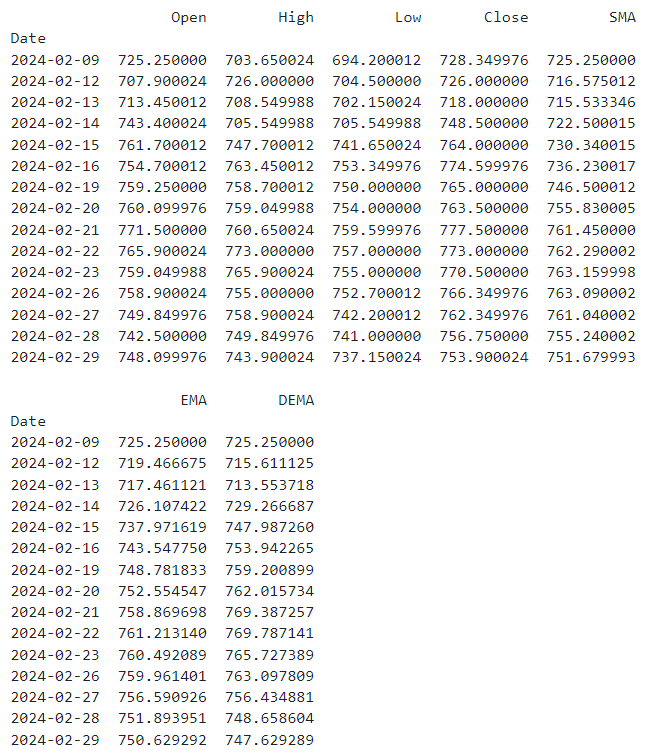 Open High Low Close SMA
Date
2024-02-09 725.250000 703.650024 694.200012 728.349976 725.250000
2024-02-12 707.900024 726.000000 704.500000 726.000000 716.575012
2024-02-13 713.450012 708.549988 702.150024 718.000000 715.533346
2024-02-14 743.400024 705.549988 705.549988 748.500000 722.500015
2024-02-15 761.700012 747.700012 741.650024 764.000000 730.340015
2024-02-16 754.700012 763.450012 753.349976 774.599976 736.230017
2024-02-19 759.250000 758.700012 750.000000 765.000000 746.500012
2024-02-20 760.099976 759.049988 754.000000 763.500000 755.830005
2024-02-21 771.500000 760.650024 759.599976 777.500000 761.450000
2024-02-22 765.900024 773.000000 757.000000 773.000000 762.290002
2024-02-23 759.049988 765.900024 755.000000 770.500000 763.159998
2024-02-26 758.900024 755.000000 752.700012 766.349976 763.090002
2024-02-27 749.849976 758.900024 742.200012 762.349976 761.040002
2024-02-28 742.500000 749.849976 741.000000 756.750000 755.240002
2024-02-29 748.099976 743.900024 737.150024 753.900024 751.679993
EMA DEMA
Date
2024-02-09 725.250000 725.250000
2024-02-12 719.466675 715.611125
2024-02-13 717.461121 713.553718
2024-02-14 726.107422 729.266687
2024-02-15 737.971619 747.987260
2024-02-16 743.547750 753.942265
2024-02-19 748.781833 759.200899
2024-02-20 752.554547 762.015734
2024-02-21 758.869698 769.387257
2024-02-22 761.213140 769.787141
2024-02-23 760.492089 765.727389
2024-02-26 759.961401 763.097809
2024-02-27 756.590926 756.434881
2024-02-28 751.893951 748.658604
2024-02-29 750.629292 747.629289